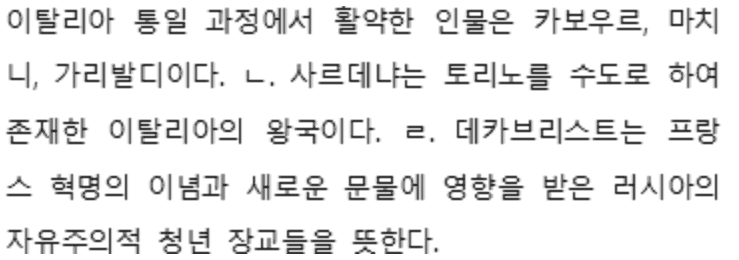 이탈리아 통일 과정에서 활약한 인물은 카보우르, 마치
니, 가리발디이다. ㄴ. 사르데냐는 토리노를 수도로 하여
존재한 이탈리아의 왕국이다. ㄹ. 데카브리스트는 프랑
스 혁명의 이념과 새로운 문물에 영향을 받은 러시아의
자유주의적 청년 장교들을 뜻한다.